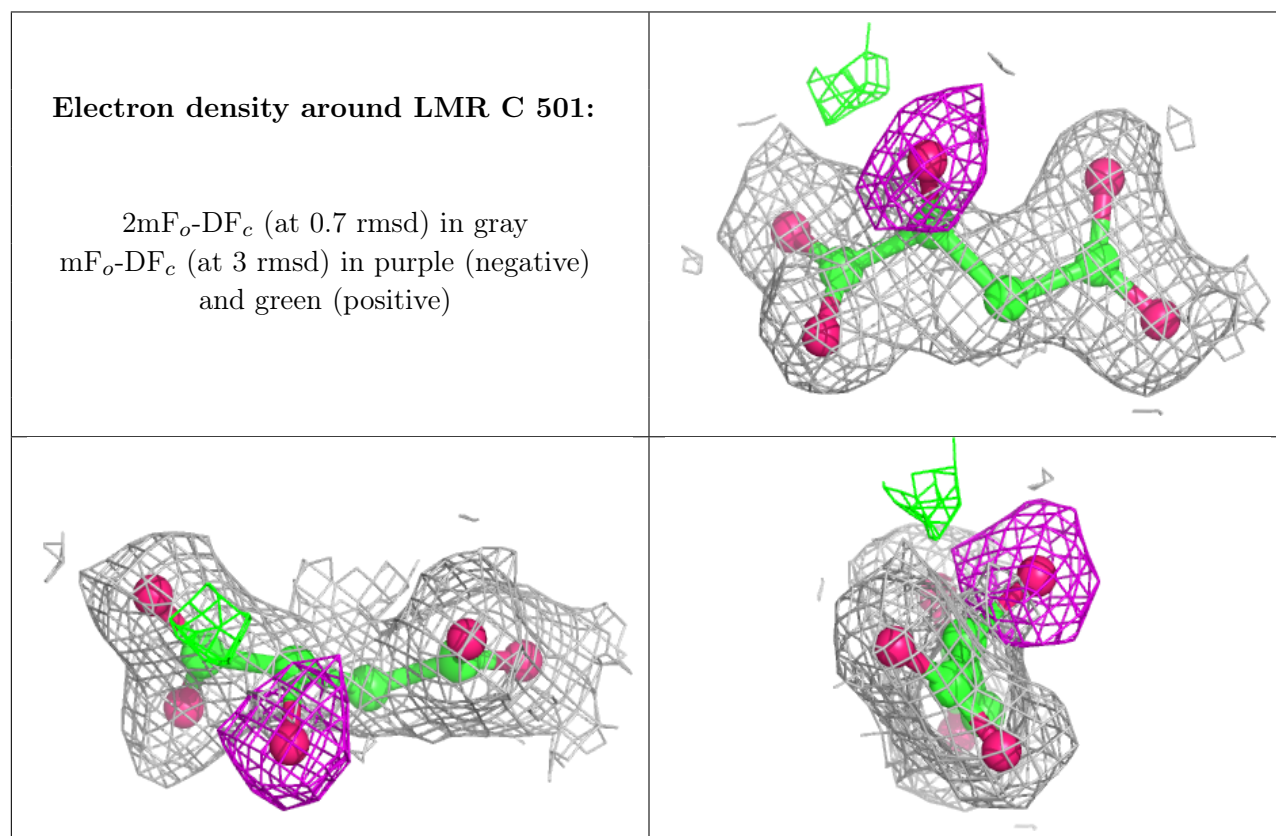 Electron density around LMR C 501:
2mFo-DFc (at 0.7 rmsd) in gray
mFo-DFc (at 3 rmsd) in purple (negative)
and green (positive)